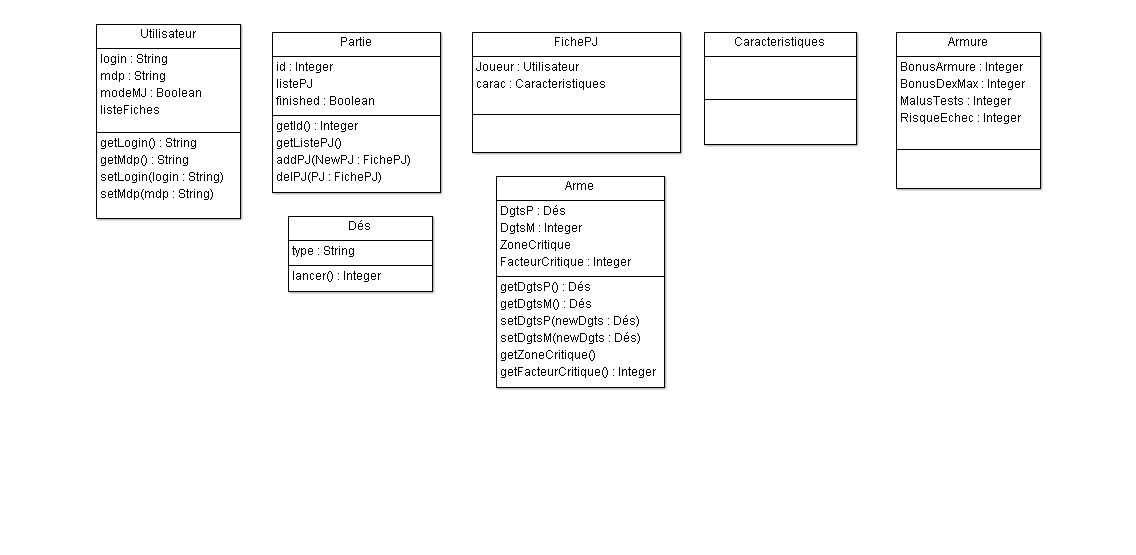 Utilisateur
login : String
mdp : String
modeMJ : Boolean
listeFiches
getLogin() : String
getMdp() : String
setLogin(login : String)
setMdp(mdp : String)
Partie
id : Integer
listePJ
finished : Boolean
getId() : Integer
getListePJ()
addPJ(NewPJ : FichePJ)
delPJ(PJ : FichePJ)
FichePJ
Joueur : Utilisateur
carac : Caracteristiques
Caracteristiques
Armure
BonusArmure : Integer
BonusDexMax : Integer
MalusTests : Integer
RisqueEchec : Integer
Dés
type : String
lancer() : Integer
Arme
DgtsP : Dés
DgtsM : Integer
ZoneCritique
FacteurCritique : Integer
getDgtsP() : Dés
getDgtsM() : Dés
setDgtsP(newDgts : Dés)
setDgtsM(newDgts : Dés)
getZoneCritique()
getFacteurCritique() : Integer